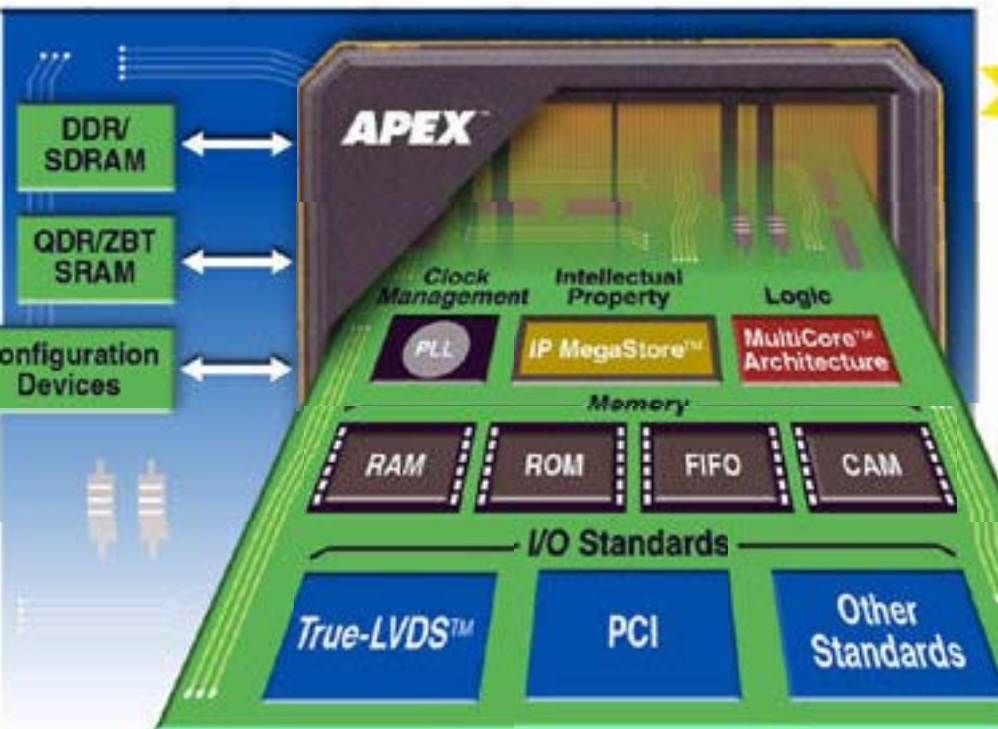 APEX™
DDR/
SDRAM
QDR/ZBT
SRAM
onfiguration
Devices
Clock
Management
PLL
Intellectual
Property
IP MegaStore™
Logic
MultiCore™
Architecture
Memory
RAM
ROM
FIFO
CAM
I/O Standards
True-LVDS™
PCI
Other
Standards